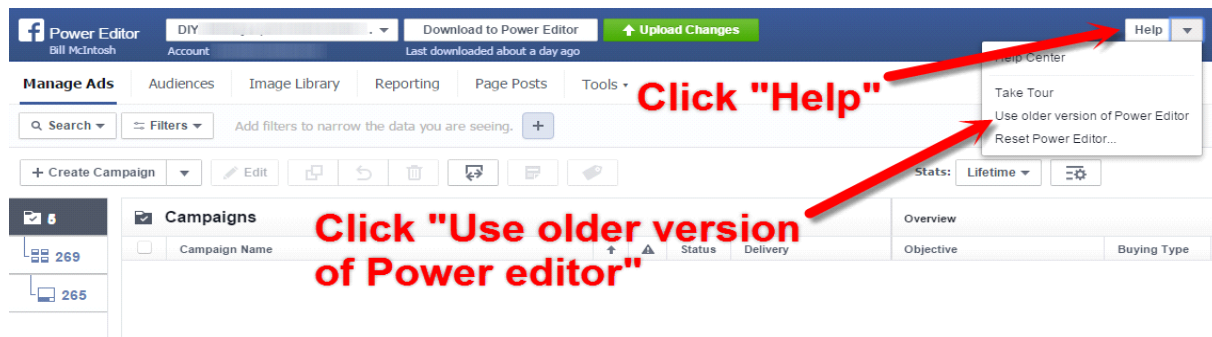 Power Editor
DIY
Download to Power Editor
Upload Changes
Help
Bill McIntosh
Account
Last downloaded about a day ago
Help Center
Take Tour
Use older version of Power Editor
Reset Power Editor...
Manage Ads
Audiences
Image Library
Reporting
Page Posts
Tools
Click "Help"
Search
Filters
Add filters to narrow the data you are seeing.
+
+ Create Campaign
Edit
Stats:
Lifetime
5
Campaigns
Overview
Click "Use older version
of Power editor"
269
Campaign Name
Status
Delivery
Objective
Buying Type
265